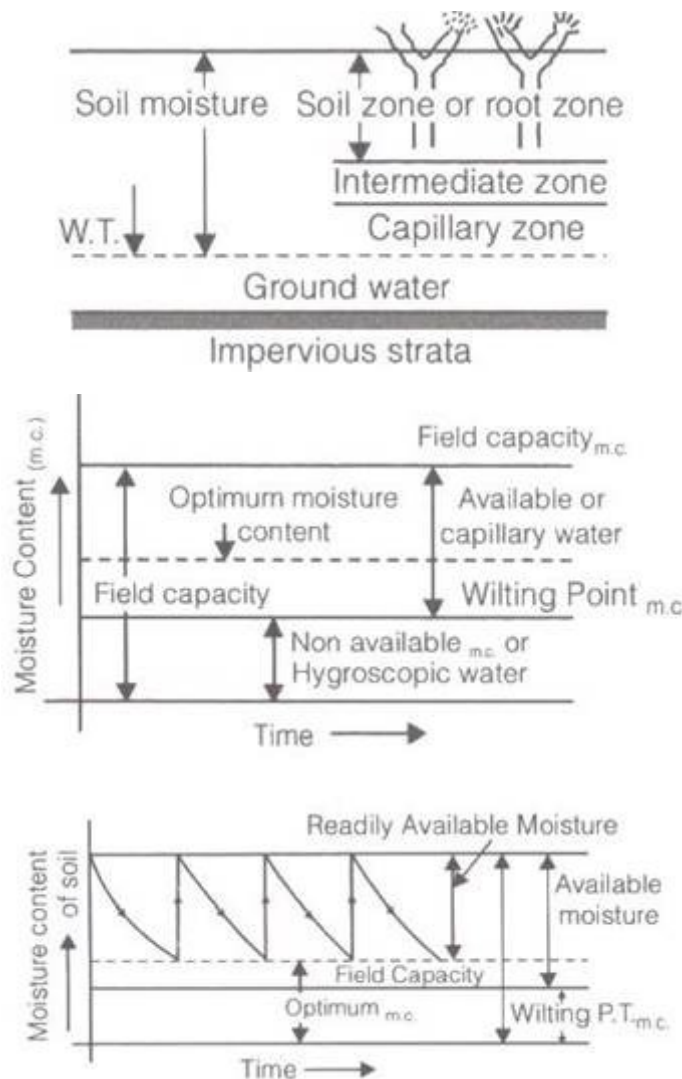 Soil moisture
Soil zone or root zone
Intermediate zone
W.T.
Capillary zone
Ground water
Impervious strata
Moisture Content (m.c.)
Field capacity m.c.
Optimum moisture
content
Available or
capillary water
Field capacity
Wilting Point m.c
Non available m.c. or
Hygroscopic water
Time
Moisture content
of soil
Readily Available Moisture
Available
moisture
Field Capacity
Optimum m.c.
Wilting P.T. m.c.
Time